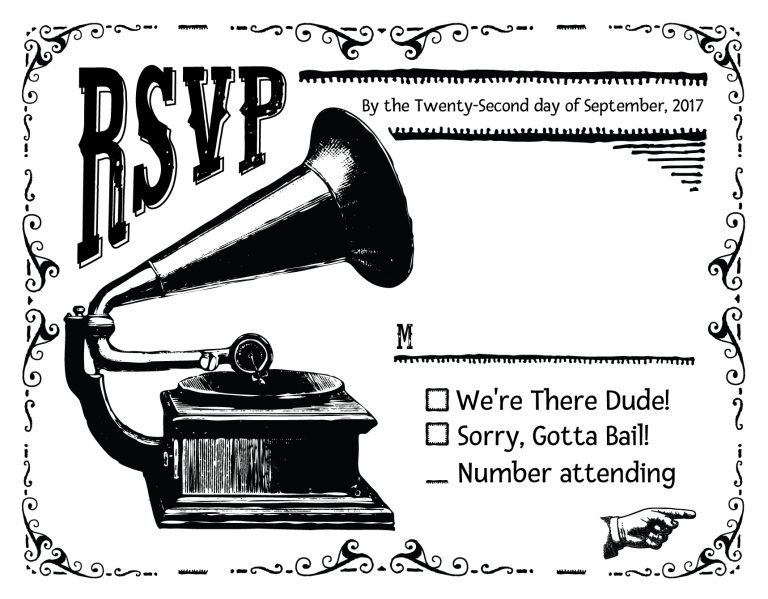 RSVP
By the Twenty-Second day of September, 2017
M
We're There Dude!
Sorry, Gotta Bail!
Number attending